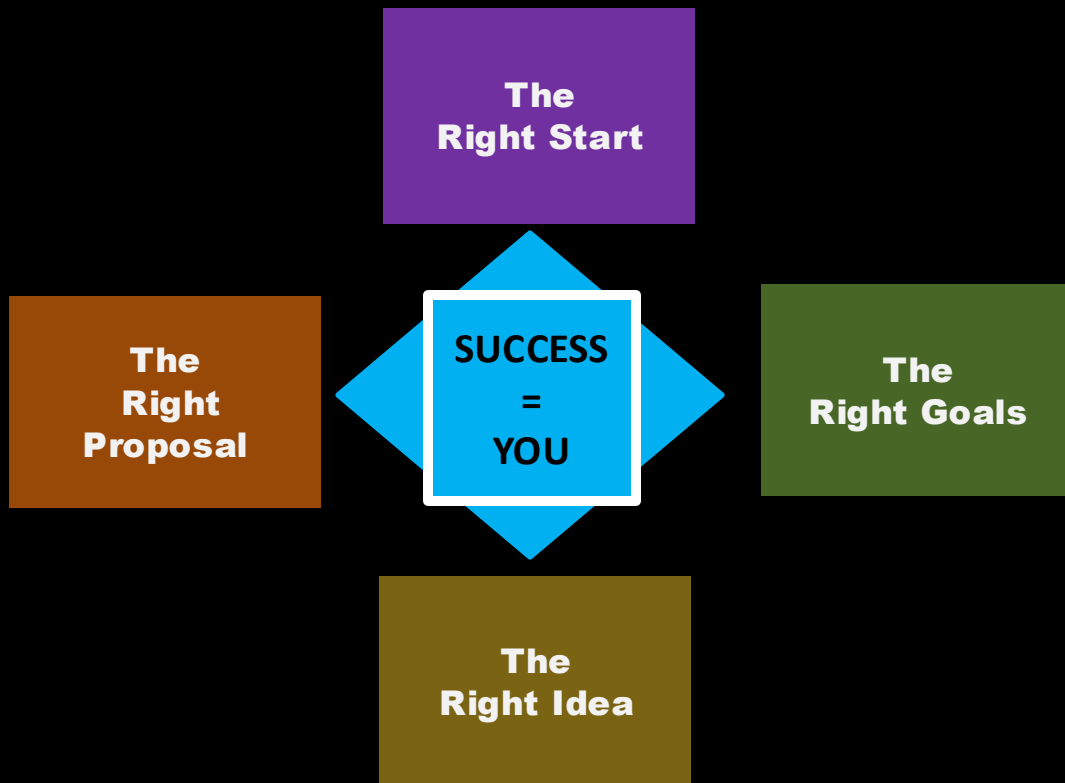 The
Right Start
The
Right
Proposal
SUCCESS
=
YOU
The
Right Goals
The
Right Idea